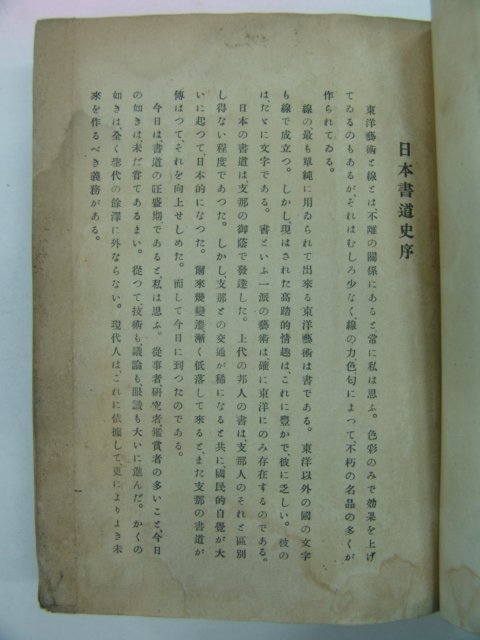 日本書道史序
東洋藝術と線とは、不離の關係にあると常に私は思ふ。色彩のみで効果を上げ
てゐるのもあるが、それはむしろ少なく、線の力、色、匂によつて、不朽の名品の多くが
作られてゐる。
線の、最も單純に用ゐられて出來る東洋藝術は書である。東洋以外の國の文字
も線で成立つ。しかし、現はされた高踏的情趣は、これに豊かで、彼に乏しい。彼の
は、たゞに文字である。書といふ一派の藝術は、確に東洋にのみ存在するのである。
日本の書道は支那の御蔭で發達した。上代の邦人の書は支那人のそれと區別
し得ない程度であつた。しかし、支那との交通が稀になると共に、國民的自覺が大
いに起つて、日本的になつた。爾來幾變遷漸く低落して來ると、また支那の書道が
傳はつて、それを向上せしめた。而して今日に到つたのである。
今日は書道の旺盛期であると、私は思ふ。從事者研究者鑑賞者の多いこと、今日
の如きは、未だ嘗てあるまい。從つて、技術も、議論も、眼識も大いに進んだ。かくの
如きは、全く聖代の餘澤に外ならない。現代人は、これに依據して更によりよき未
來を作るべき義務がある。